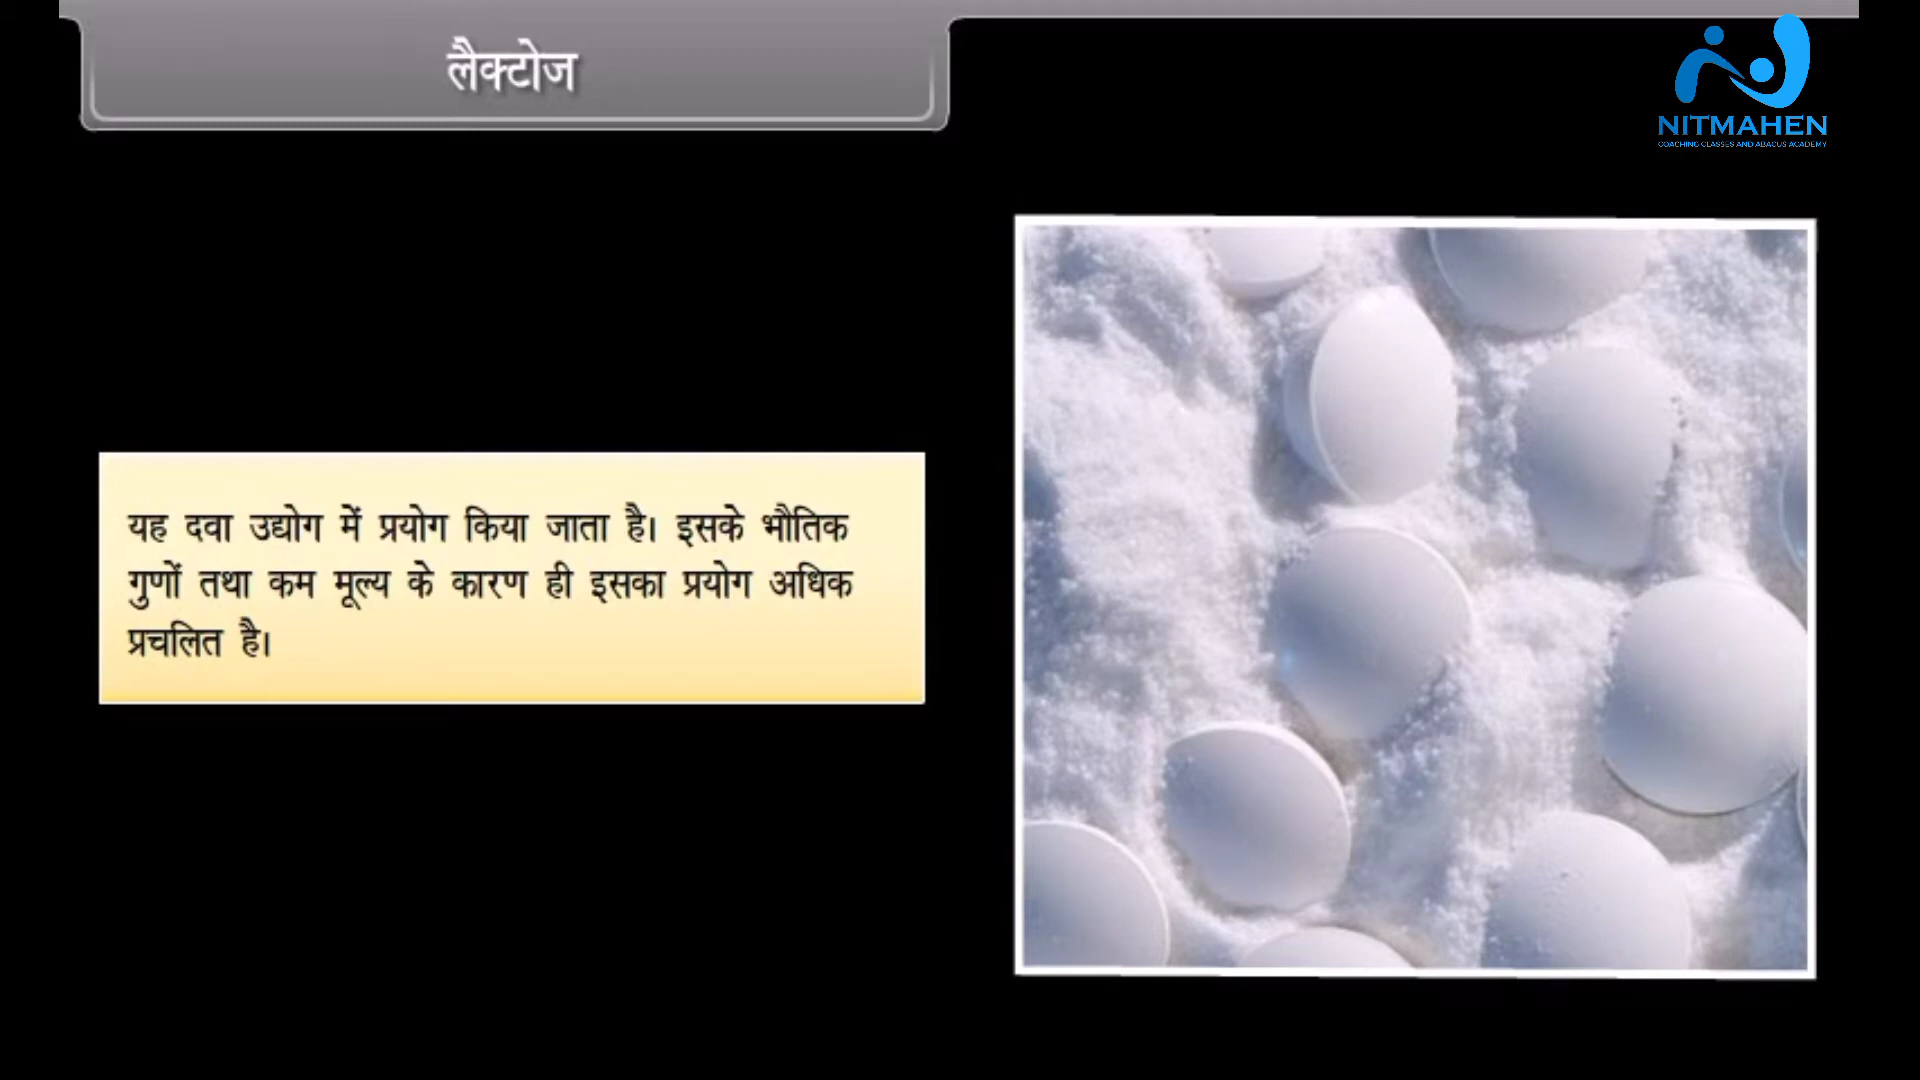 लैक्टोज
NITMAHEN
COACHING CLASSES AND ABACUS ACADEMY
यह दवा उद्योग में प्रयोग किया जाता है। इसके भौतिक
गुणों तथा कम मूल्य के कारण ही इसका प्रयोग अधिक
प्रचलित है।